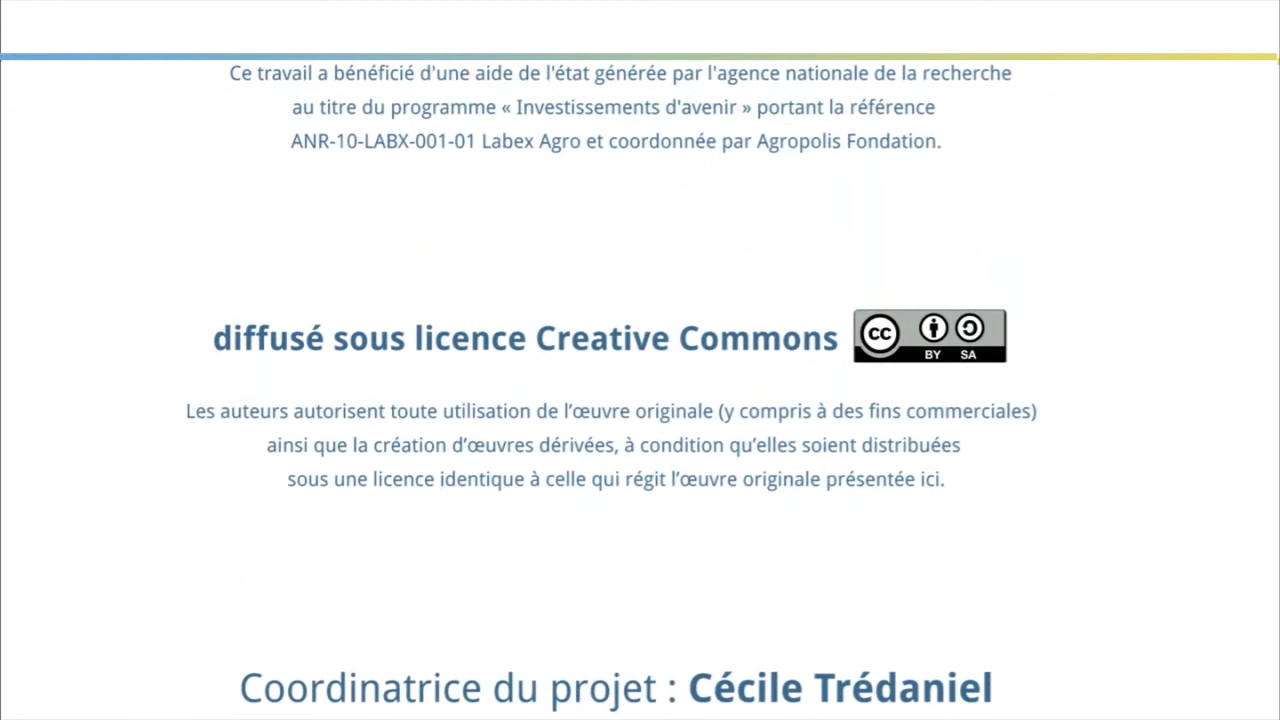 Ce travail a bénéficié d'une aide de l'état générée par l'agence nationale de la recherche
au titre du programme « Investissements d'avenir » portant la référence
ANR-10-LABX-001-01 Labex Agro et coordonnée par Agropolis Fondation.
diffusé sous licence Creative Commons
cc BY SA
Les auteurs autorisent toute utilisation de l’œuvre originale (y compris à des fins commerciales)
ainsi que la création d’œuvres dérivées, à condition qu’elles soient distribuées
sous une licence identique à celle qui régit l’œuvre originale présentée ici.
Coordinatrice du projet : Cécile Trédaniel